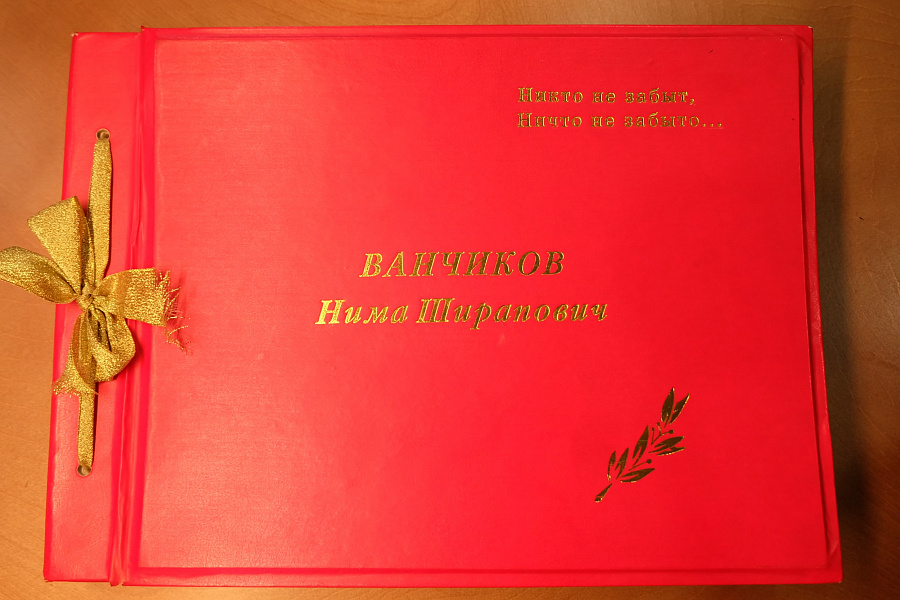 Никто не забыт,
Ничто не забыто...
ВАНЧИКОВ
Нима Ширапович